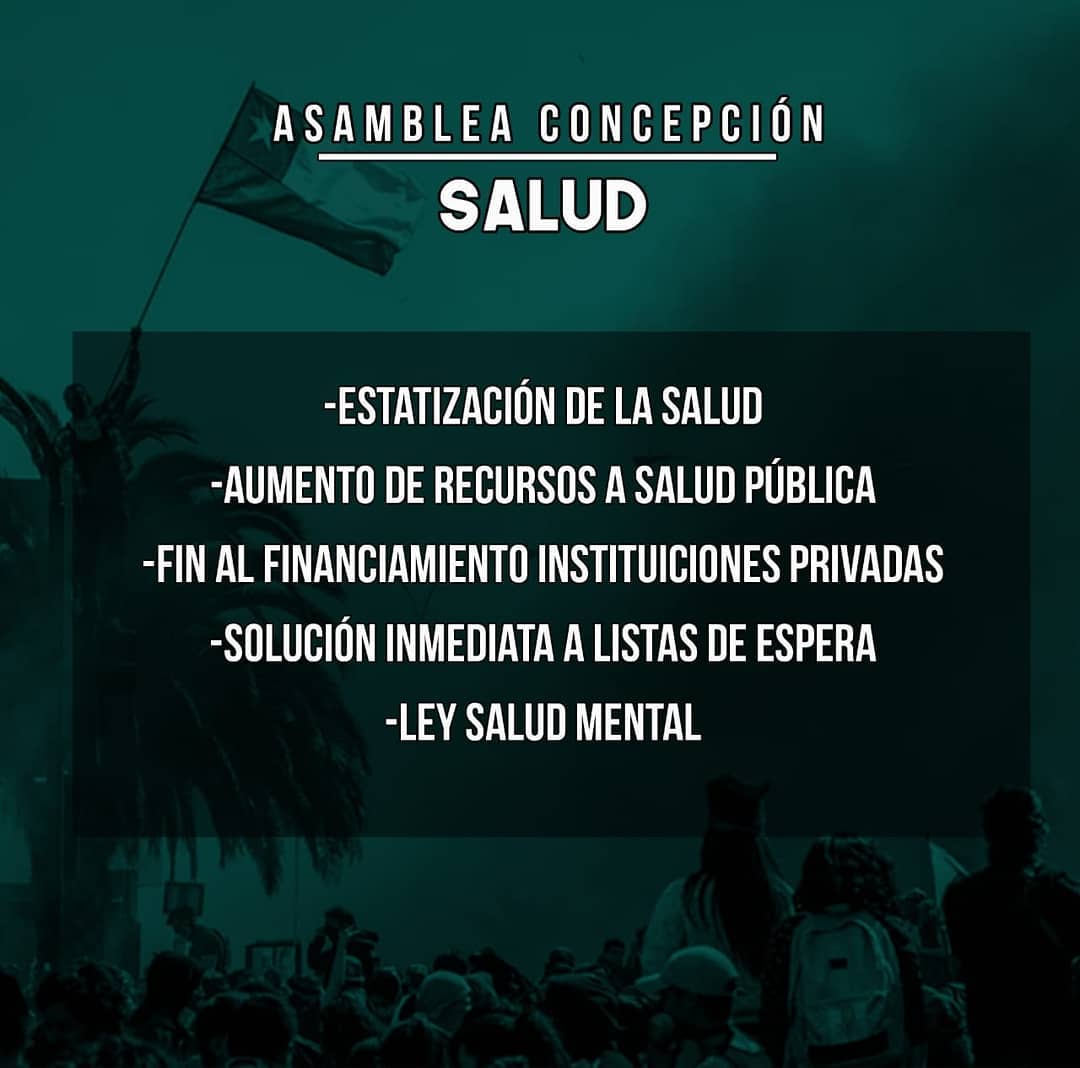 ASAMBLEA CONCEPCIÓN
SALUD
-ESTATIZACIÓN DE LA SALUD
-AUMENTO DE RECURSOS A SALUD PÚBLICA
-FIN AL FINANCIAMIENTO INSTITUICIONES PRIVADAS
-SOLUCIÓN INMEDIATA A LISTAS DE ESPERA
-LEY SALUD MENTAL